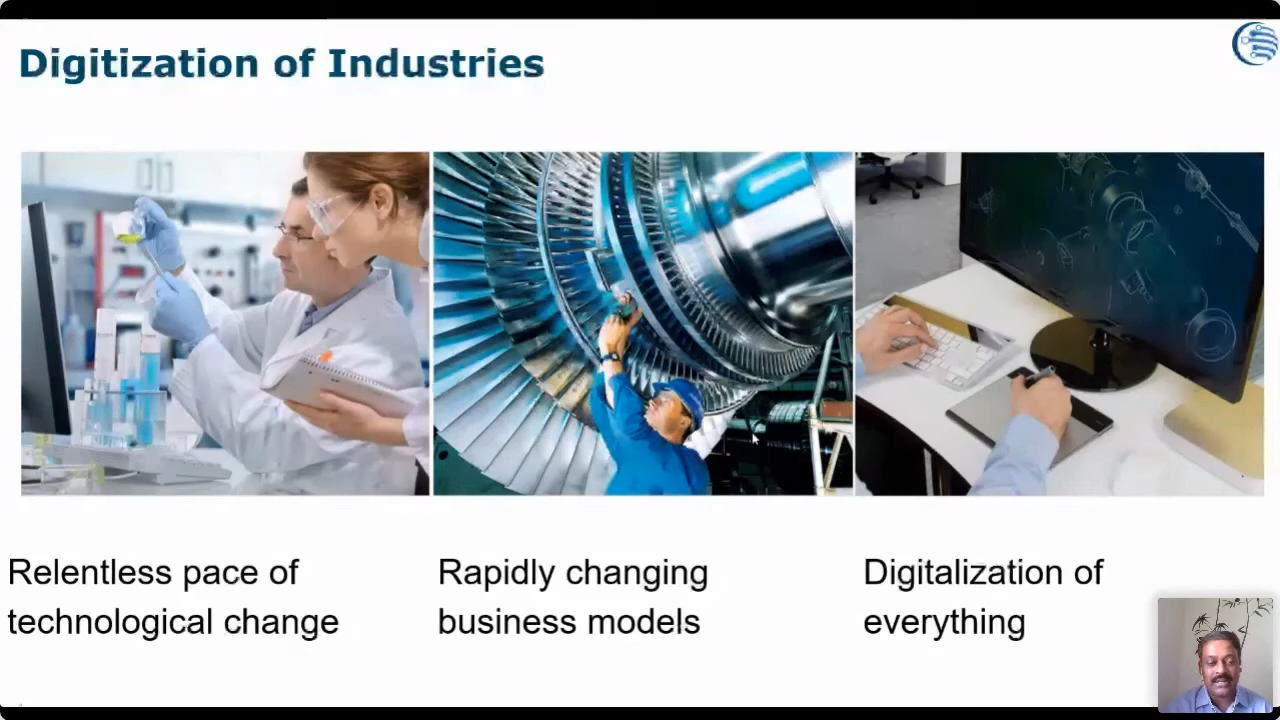 Digitization of Industries
Relentless pace of
technological change
Rapidly changing
business models
Digitalization of
everything